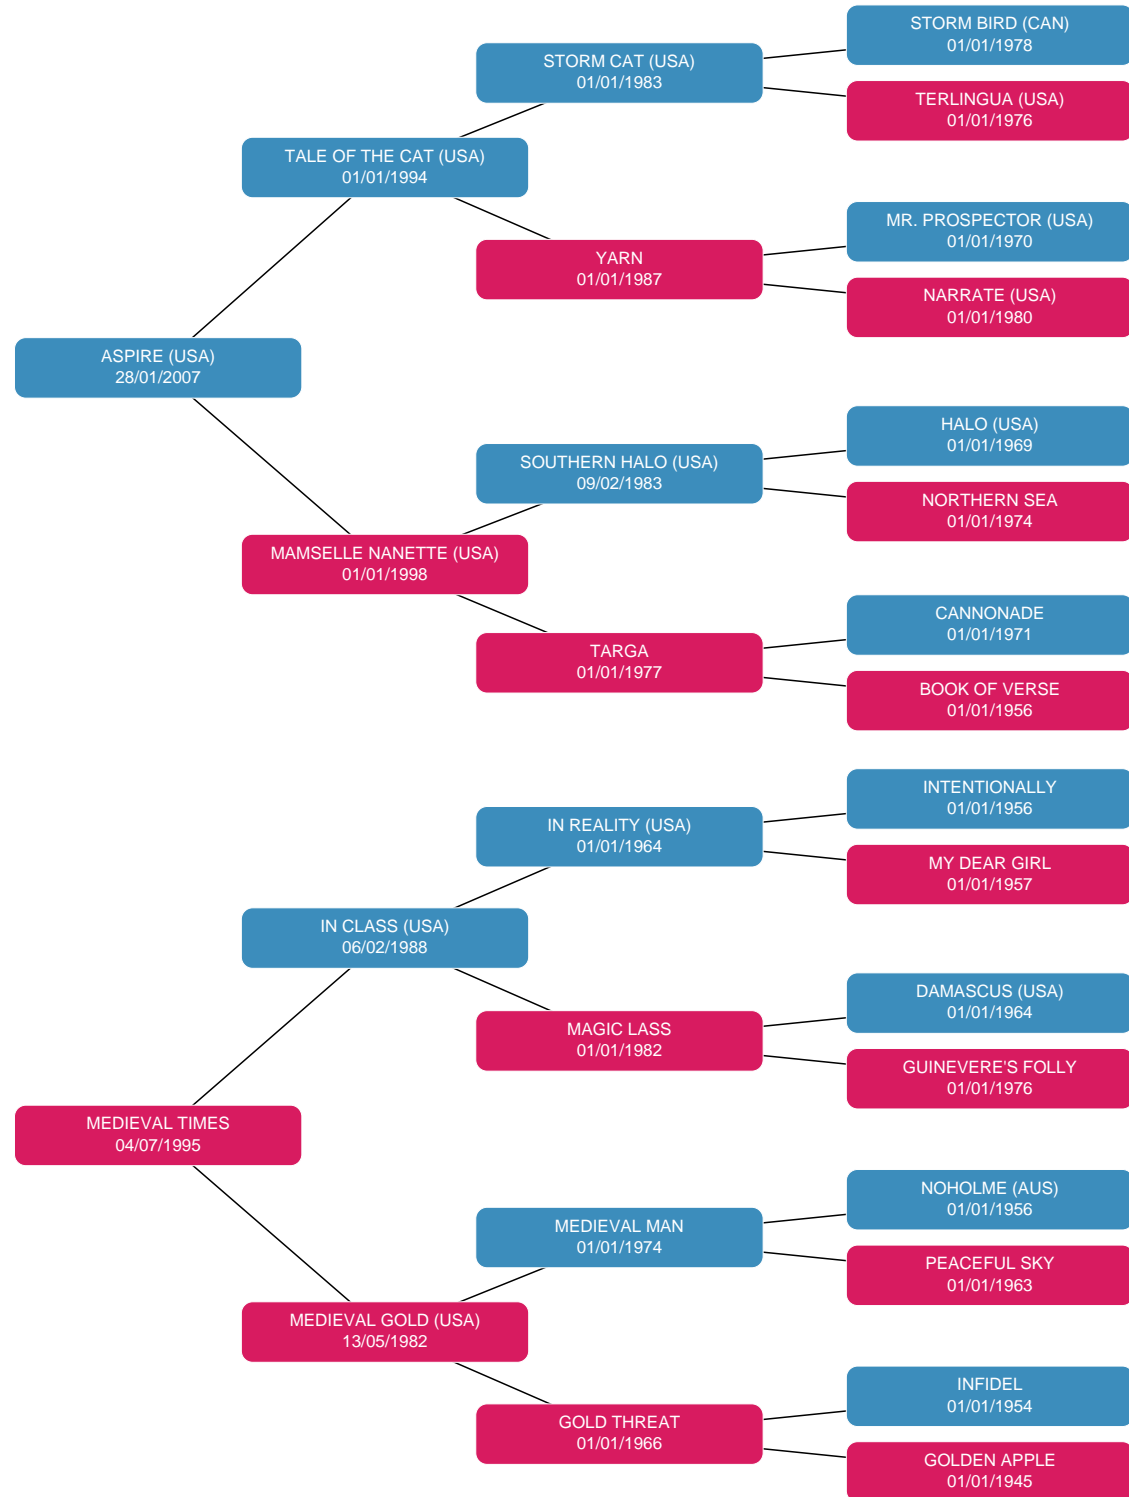 STORM BIRD (CAN)
01/01/1978
STORM CAT (USA)
01/01/1983
TERLINGUA (USA)
01/01/1976
TALE OF THE CAT (USA)
01/01/1994
MR. PROSPECTOR (USA)
01/01/1970
YARN
01/01/1987
NARRATE (USA)
01/01/1980
ASPIRE (USA)
28/01/2007
HALO (USA)
01/01/1969
SOUTHERN HALO (USA)
09/02/1983
NORTHERN SEA
01/01/1974
MAMSELLE NANETTE (USA)
01/01/1998
CANNONADE
01/01/1971
TARGA
01/01/1977
BOOK OF VERSE
01/01/1956
INTENTIONALLY
01/01/1956
IN REALITY (USA)
01/01/1964
MY DEAR GIRL
01/01/1957
IN CLASS (USA)
06/02/1988
DAMASCUS (USA)
01/01/1964
MAGIC LASS
01/01/1982
GUINEVERE'S FOLLY
01/01/1976
MEDIEVAL TIMES
04/07/1995
NOHOLME (AUS)
01/01/1956
MEDIEVAL MAN
01/01/1974
PEACEFUL SKY
01/01/1963
MEDIEVAL GOLD (USA)
13/05/1982
INFIDEL
01/01/1954
GOLD THREAT
01/01/1966
GOLDEN APPLE
01/01/1945